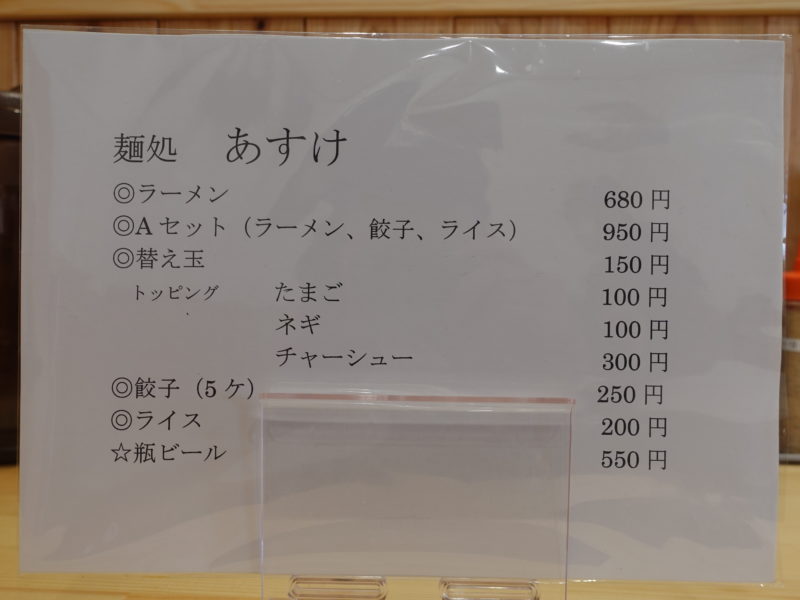 麺処 あすけ
◎ラーメン 680円
◎Aセット（ラーメン、餃子、ライス） 950円
◎替え玉 150円
トッピング たまご 100円
ネギ 100円
チャーシュー 300円
◎餃子（5ケ） 250円
◎ライス 200円
☆瓶ビール 550円